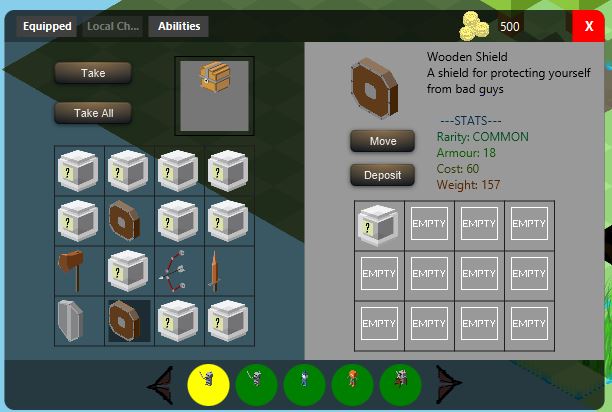 Equipped Local Ch... Abilities 500 X
Take
Take All
Wooden Shield
A shield for protecting yourself
from bad guys
---STATS---
Rarity: COMMON
Armour: 18
Cost: 60
Weight: 157
Move
Deposit
? ? ? ?
? ? ?
?
? ?
? EMPTY EMPTY EMPTY
EMPTY EMPTY EMPTY EMPTY
EMPTY EMPTY EMPTY EMPTY